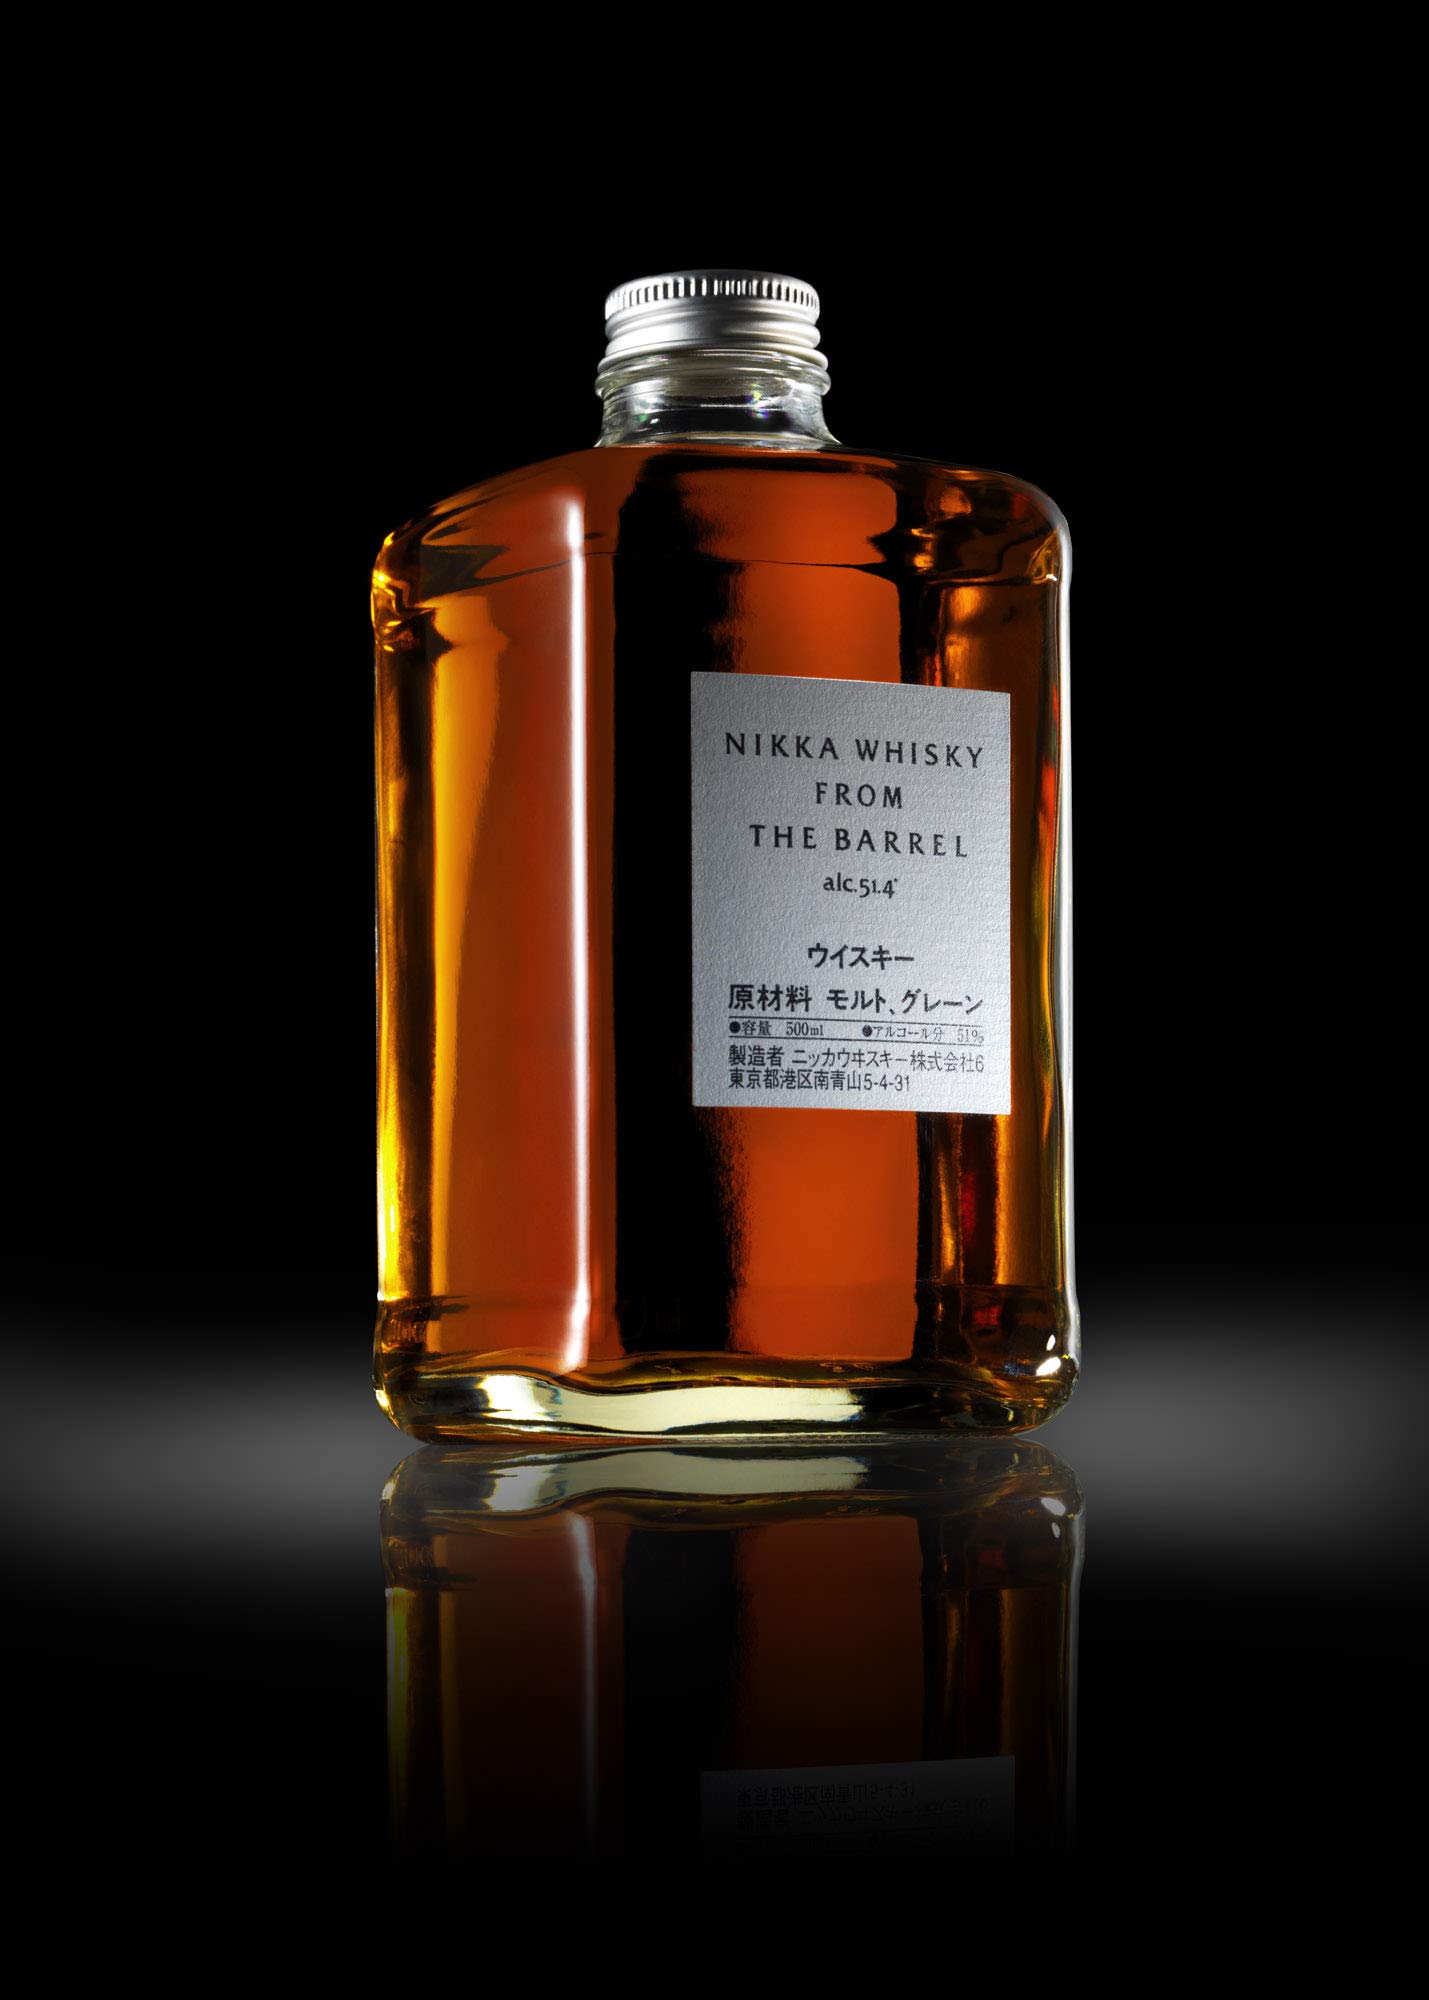 NIKKA WHISKY
FROM
THE BARREL
alc.51.4°
ウイスキー
原材料 モルト、グレーン
●容量 500ml ●アルコール分 51%
製造者 ニッカウヰスキー株式会社6
東京都港区南青山5-4-31